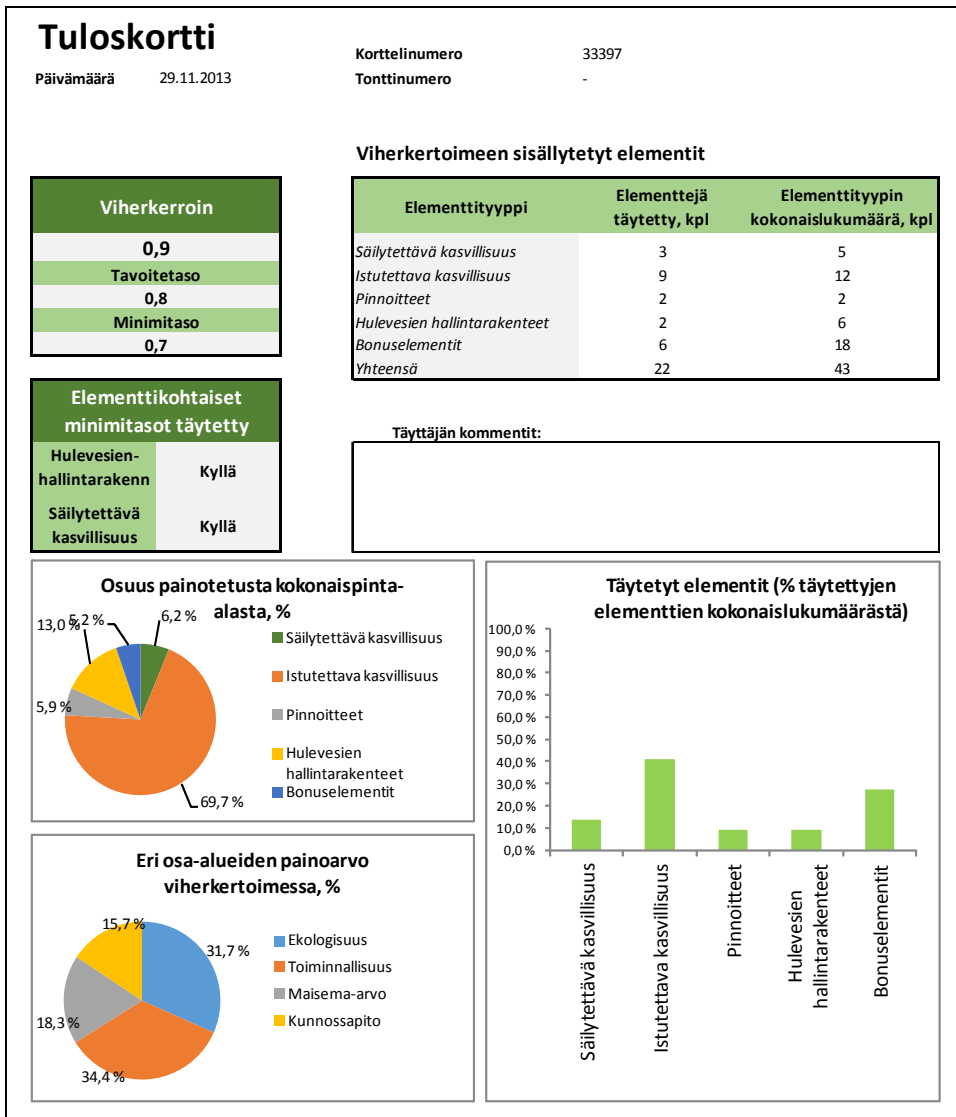 Tuloskortti
Päivämäärä 29.11.2013
Korttelinumero 33397
Tonttinumero -
Viherkertoimeen sisällytetyt elementit
Viherkerroin
0,9
Tavoitetaso
0,8
Minimitaso
0,7
Elementtityyppi Elementtejä täytetty, kpl Elementtityypin kokonaislukumäärä, kpl
Säilytettävä kasvillisuus 3 5
Istutettava kasvillisuus 9 12
Pinnoitteet 2 2
Hulevesien hallintarakenteet 2 6
Bonuselementit 6 18
Yhteensä 22 43
Elementtikohtaiset
minimitasot täytetty
Hulevesien-
hallintarakenn Kyllä
Säilytettävä
kasvillisuus Kyllä
Täyttäjän kommentit:
Osuus painotetusta kokonaispinta-
alasta, %
13,0 % 5,2 % 6,2 %
5,9 %
69,7 %
Säilytettävä kasvillisuus
Istutettava kasvillisuus
Pinnoitteet
Hulevesien
hallintarakenteet
Bonuselementit
Eri osa-alueiden painoarvo
viherkertoimessa, %
15,7 %
31,7 %
18,3 %
34,4 %
Ekologisuus
Toiminnallisuus
Maisema-arvo
Kunnossapito
Täytetyt elementit (% täytettyjen
elementtien kokonaislukumäärästä)
100,0 %
90,0 %
80,0 %
70,0 %
60,0 %
50,0 %
40,0 %
30,0 %
20,0 %
10,0 %
0,0 %
Säilytettävä kasvillisuus
Istutettava kasvillisuus
Pinnoitteet
Hulevesien
hallintarakenteet
Bonuselementit